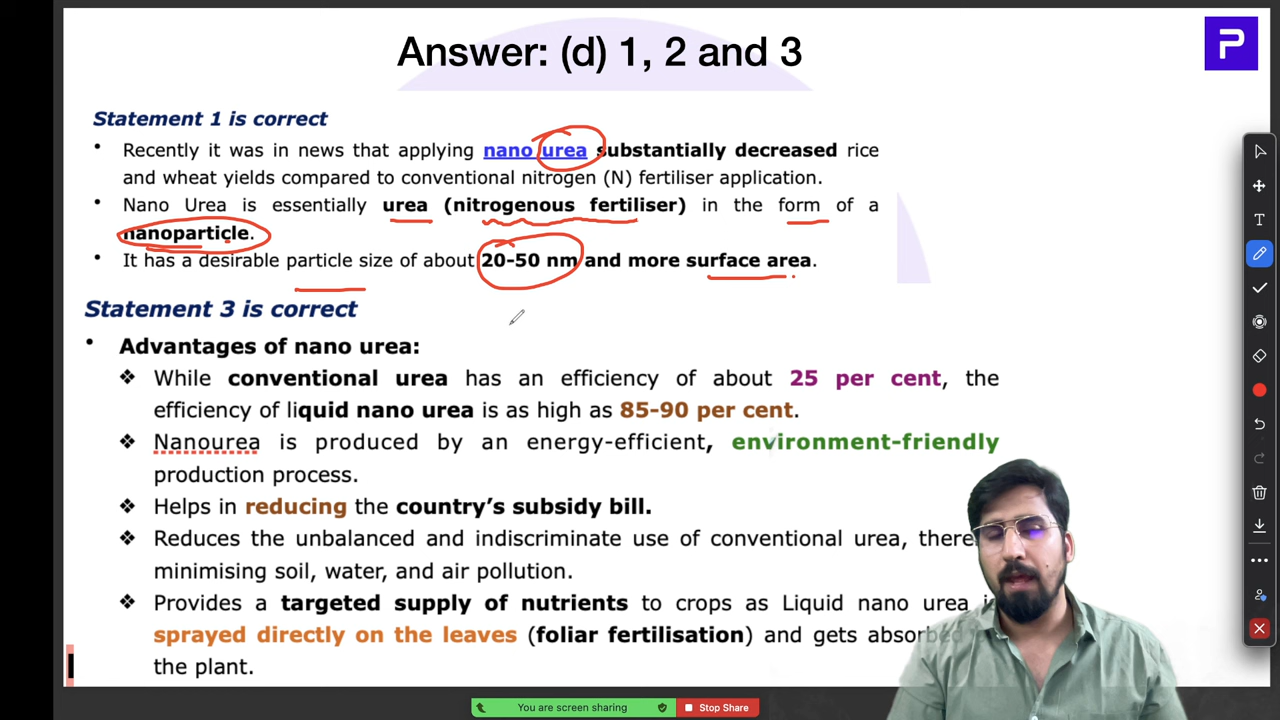 Answer: (d) 1, 2 and 3
P
Statement 1 is correct
• Recently it was in news that applying nano urea substantially decreased rice
and wheat yields compared to conventional nitrogen (N) fertiliser application.
• Nano Urea is essentially urea (nitrogenous fertiliser) in the form of a
nanoparticle.
• It has a desirable particle size of about 20-50 nm and more surface area.
Statement 3 is correct
• Advantages of nano urea:
❖ While conventional urea has an efficiency of about 25 per cent, the
efficiency of liquid nano urea is as high as 85-90 per cent.
❖ Nanourea is produced by an energy-efficient, environment-friendly
production process.
❖ Helps in reducing the country's subsidy bill.
❖ Reduces the unbalanced and indiscriminate use of conventional urea,
minimising soil, water, and air pollution.
❖ Provides a targeted supply of nutrients to crops as Liquid nano urea
sprayed directly on the leaves (foliar fertilisation) and gets
the plant.
You are screen sharing
Stop Share